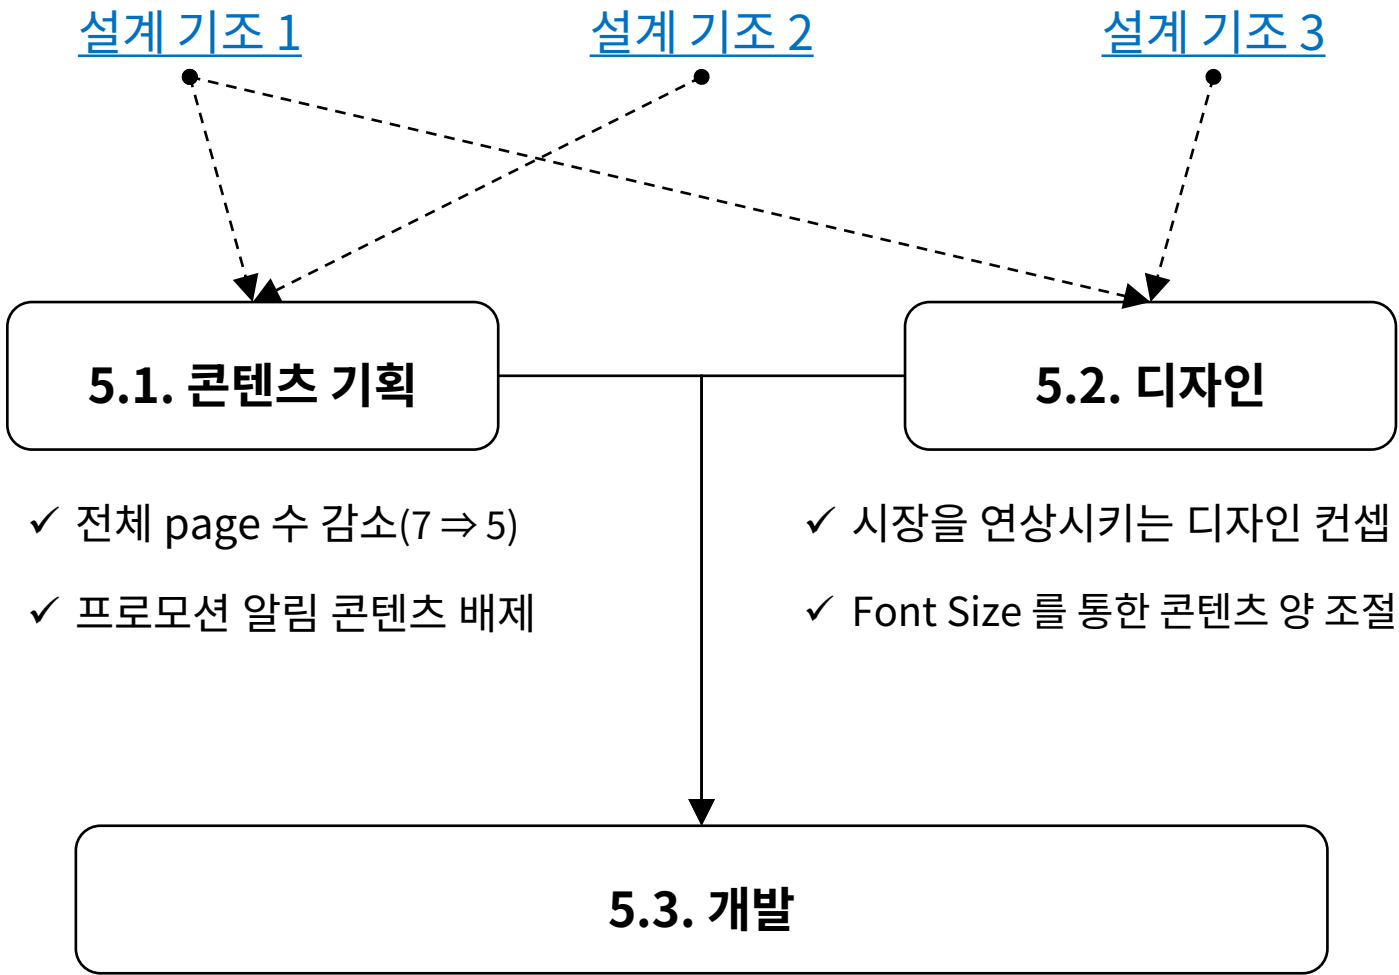 설계 기조 1
설계 기조 2
설계 기조 3
5.1. 콘텐츠 기획
5.2. 디자인
✓ 전체 page 수 감소(7 ⇒ 5)
✓ 프로모션 알림 콘텐츠 배제
✓ 시장을 연상시키는 디자인 컨셉
✓ Font Size 를 통한 콘텐츠 양 조절
5.3. 개발